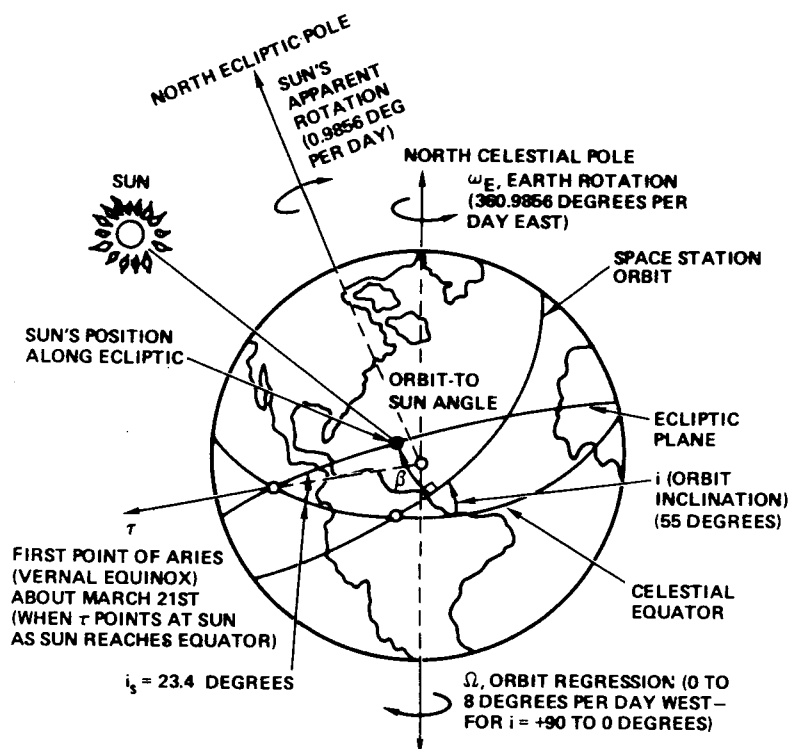 NORTH ECLIPTIC POLE
SUN'S
APPARENT
ROTATION
(0.9856 DEG
PER DAY)
NORTH CELESTIAL POLE
ωE, EARTH ROTATION
(360.9856 DEGREES PER
DAY EAST)
SUN
SPACE STATION
ORBIT
SUN'S POSITION
ALONG ECLIPTIC
ORBIT-TO
SUN ANGLE
ECLIPTIC
PLANE
β
i (ORBIT
INCLINATION)
(55 DEGREES)
τ
FIRST POINT OF ARIES
(VERNAL EQUINOX)
ABOUT MARCH 21ST
(WHEN τ POINTS AT SUN
AS SUN REACHES EQUATOR)
CELESTIAL
EQUATOR
is = 23.4 DEGREES
Ω, ORBIT REGRESSION (0 TO
8 DEGREES PER DAY WEST—
FOR i = +90 TO 0 DEGREES)